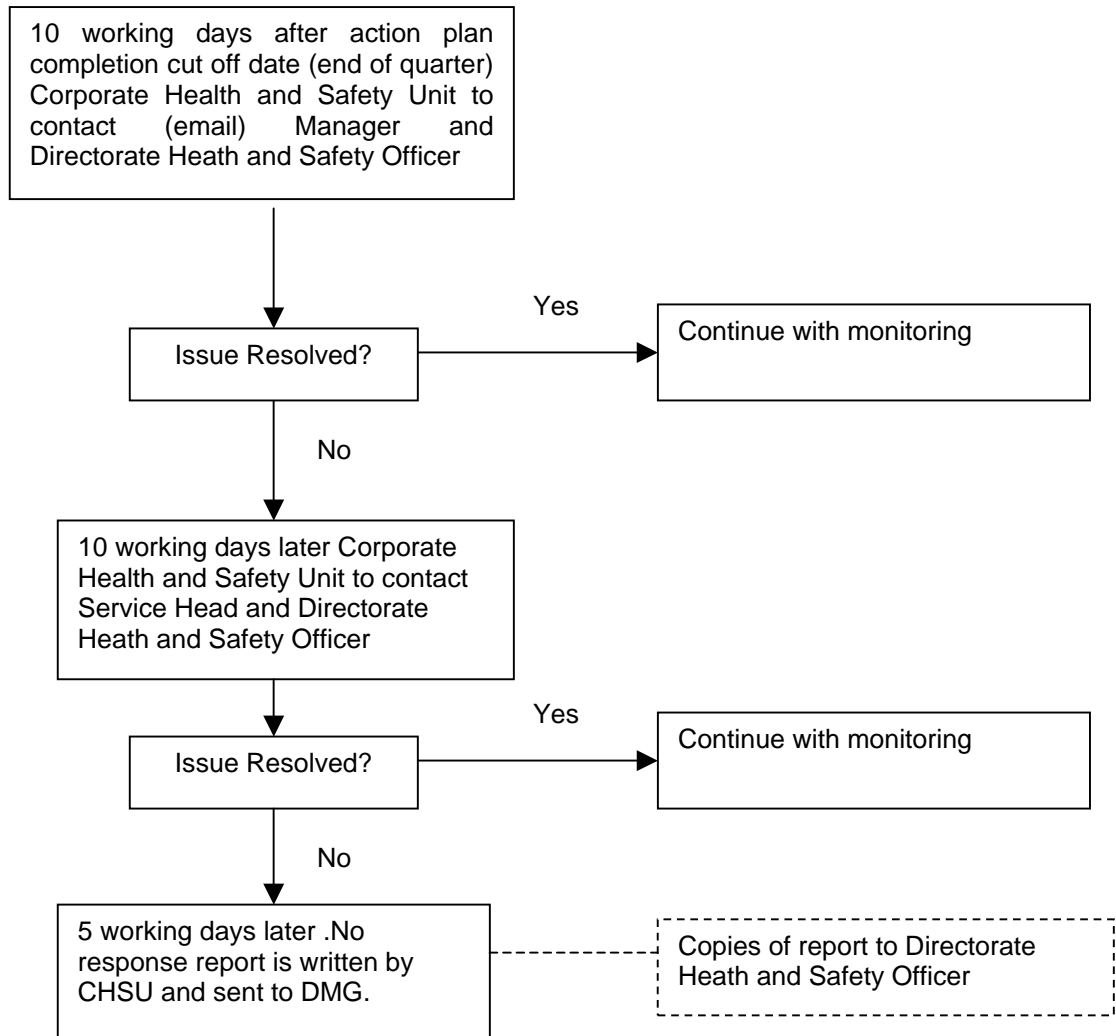 10 working days after action plan
completion cut off date (end of quarter)
Corporate Health and Safety Unit to
contact (email) Manager and
Directorate Heath and Safety Officer
Yes
Issue Resolved?
Continue with monitoring
No
10 working days later Corporate
Health and Safety Unit to contact
Service Head and Directorate
Heath and Safety Officer
Yes
Issue Resolved?
Continue with monitoring
No
5 working days later .No
response report is written by
CHSU and sent to DMG.
Copies of report to Directorate
Heath and Safety Officer